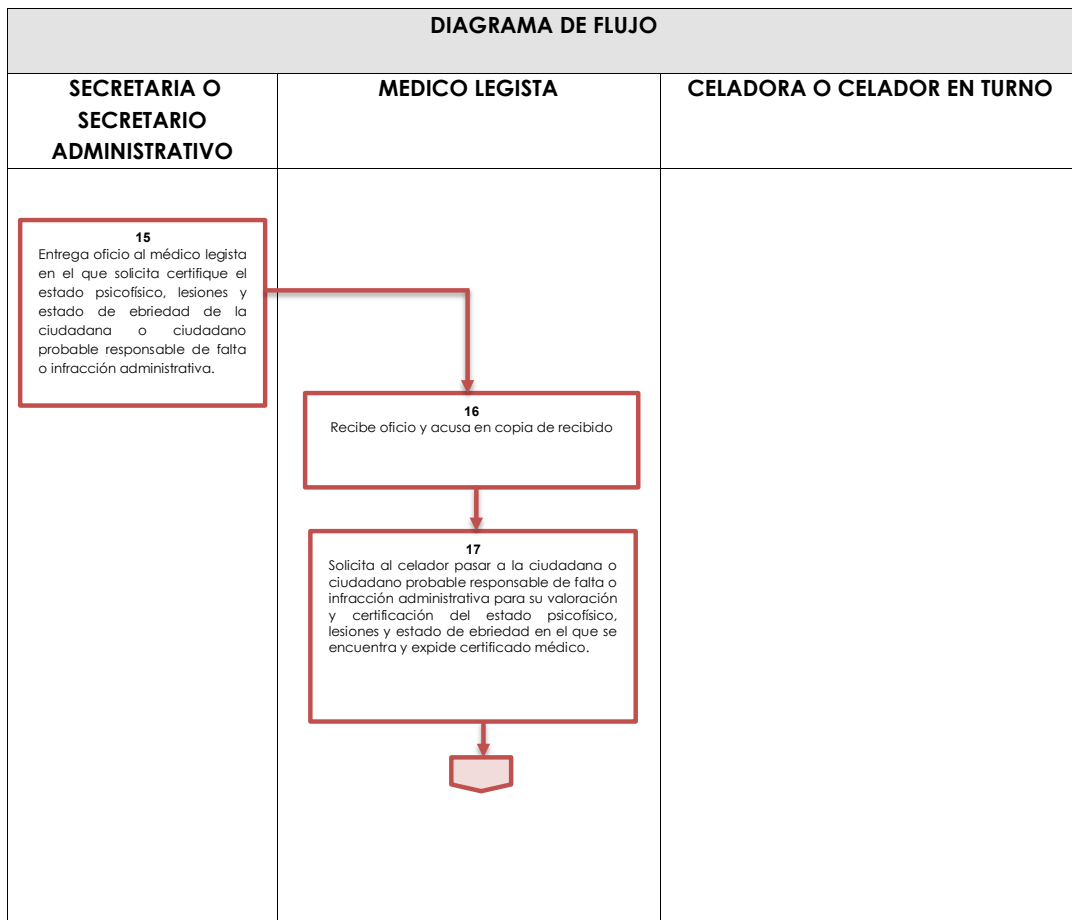 DIAGRAMA DE FLUJO
SECRETARIA O
SECRETARIO
ADMINISTRATIVO
MEDICO LEGISTA
CELADORA O CELADOR EN TURNO
15
Entrega oficio al médico legista
en el que solicita certifique el
estado psicofísico, lesiones y
estado de ebriedad de la
ciudadana o ciudadano
probable responsable de falta
o infracción administrativa.
16
Recibe oficio y acusa en copia de recibido
17
Solicita al celador pasar a la ciudadana o
ciudadano probable responsable de falta o
infracción administrativa para su valoración
y certificación del estado psicofísico,
lesiones y estado de ebriedad en el que se
encuentra y expide certificado médico.